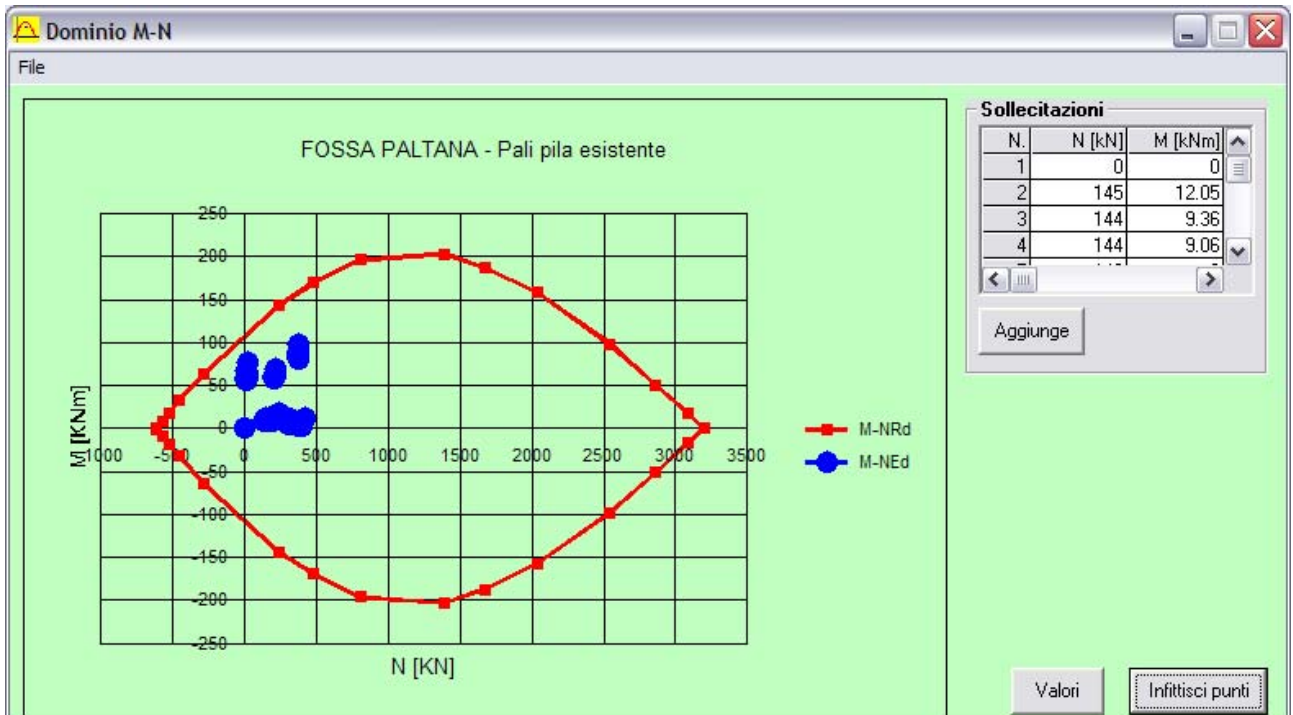 Dominio M-N
File
FOSSA PALTANA - Pali pila esistente
250
200
150
100
50
0
-50
-100
-150
-200
-250
-500
0
500
1000
1500
2000
2500
3000
3500
M [KNm]
N [KN]
M-NRd
M-NEd
Sollecitazioni
N. N [kN] M [kNm]
1 0 0
2 145 12.05
3 144 9.36
4 144 9.06
Aggiunge
Valori
Infittisci punti